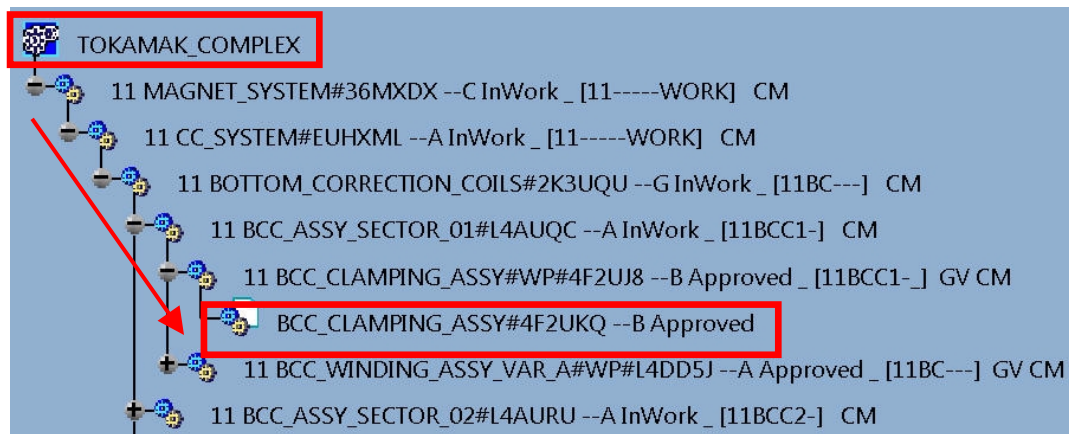 TOKAMAK_COMPLEX
11 MAGNET_SYSTEM#36MXDX --C InWork _ [11-----WORK] CM
11 CC_SYSTEM#EUHXML --A InWork _ [11----WORK] CM
11 BOTTOM_CORRECTION_COILS#2K3UQU --G InWork _ [11BC---] CM
11 BCC_ASSY_SECTOR_01#L4AUQC --A InWork _ [11BCC1-] CM
11 BCC_CLAMPING_ASSY#WP#4F2UJ8 --B Approved _ [11BCC1-_] GV CM
BCC_CLAMPING_ASSY#4F2UKQ --B Approved
11 BCC_WINDING_ASSY_VAR_A#WP#L4DD5J --A Approved _ [11BC---] GV CM
11 BCC_ASSY_SECTOR_02#L4AURU --A InWork _ [11BCC2-] CM